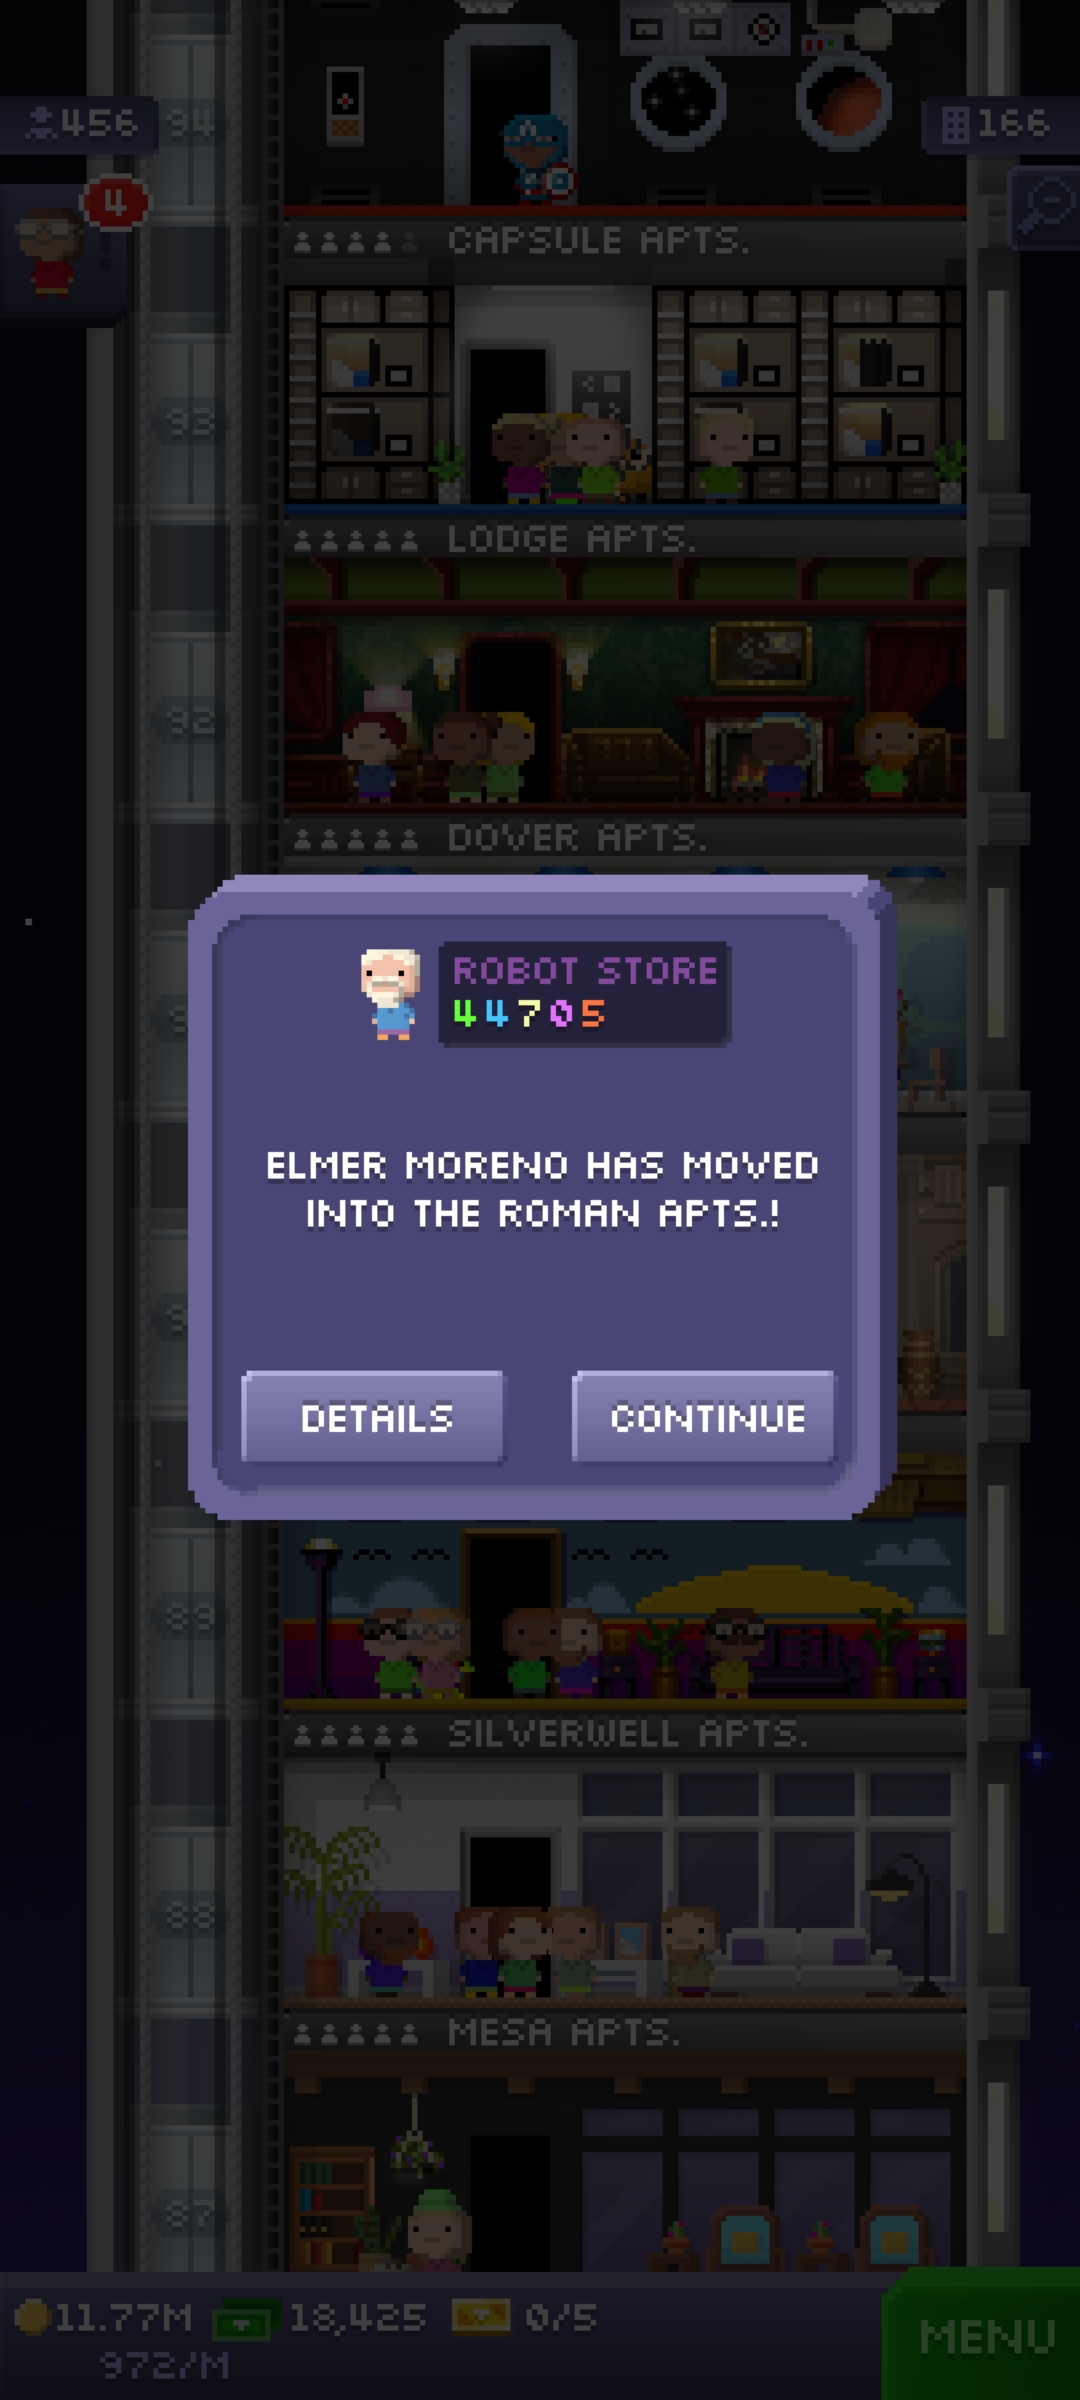 456
94
166
4
CAPSULE APTS.
93
LODGE APTS.
92
DOVER APTS.
ROBOT STORE
44705
ELMER MORENO HAS MOVED
INTO THE ROMAN APTS.!
DETAILS
CONTINUE
89
SILVERWELL APTS.
88
MESA APTS.
87
11.77M
18,425
0/5
MENU
972/M